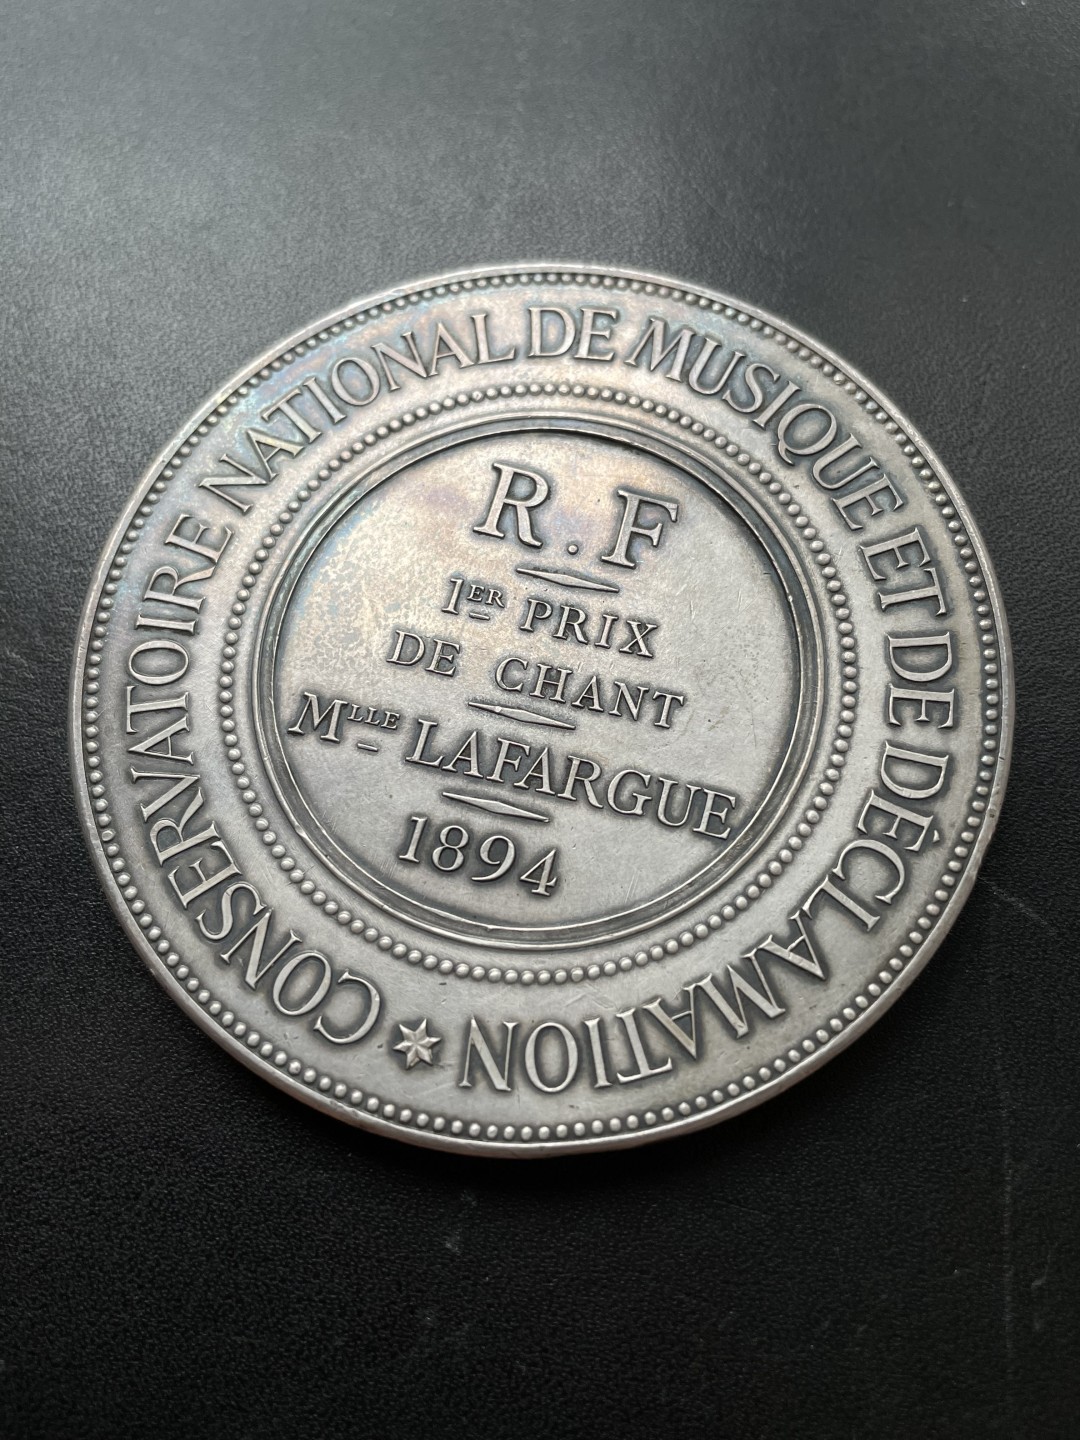 CONSERVATOIRE NATIONAL DE MUSIQUE ET DE DÉCLAMATION
R.F
1ER PRIX
DE CHANT
MLLE LAFARGUE
1894